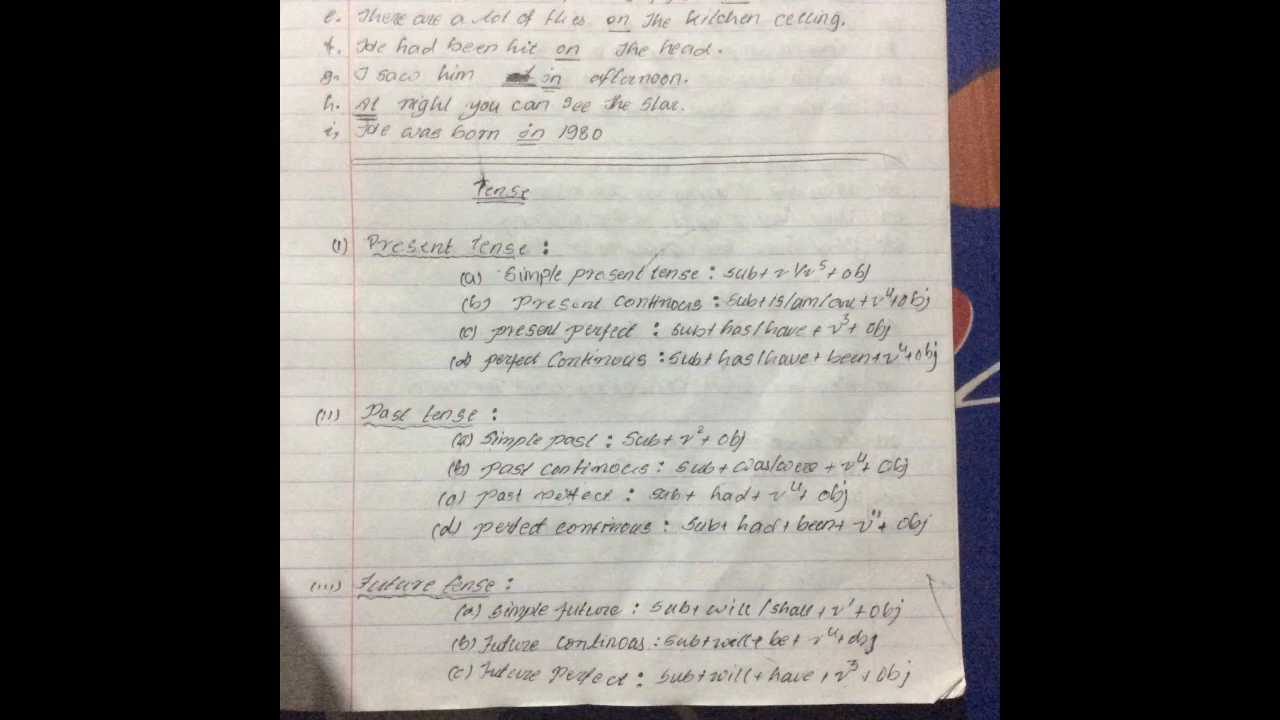 e. There are a lot of flies on the kitchen ceiling.
f. He had been hit on the head.
g. I saw him in afternoon.
h. At night you can see the star.
i, He was born in 1980
Tense
(i) Present tense :
(a) Simple present tense : sub+ v¹/v⁵ + obj
(b) Present continous : sub+is/am/are + v⁴+obj
(c) present perfect : sub+has/have + v³+ obj
(d) perfect continous : sub+has/have+been+v⁴+obj
(ii) Past tense :
(a) simple past : sub+ v² + obj
(b) past continous : sub+was/were + v⁴+ obj
(c) past perfect : sub+ had+ v⁴+ obj
(d) perfect continous : sub+had+been+ v⁴+ obj
(iii) Future tense :
(a) simple future : sub+will/shall+v¹+obj
(b) Future continous : sub+will+be+ v⁴+obj
(c) Future perfect : sub+will+have+v³+obj